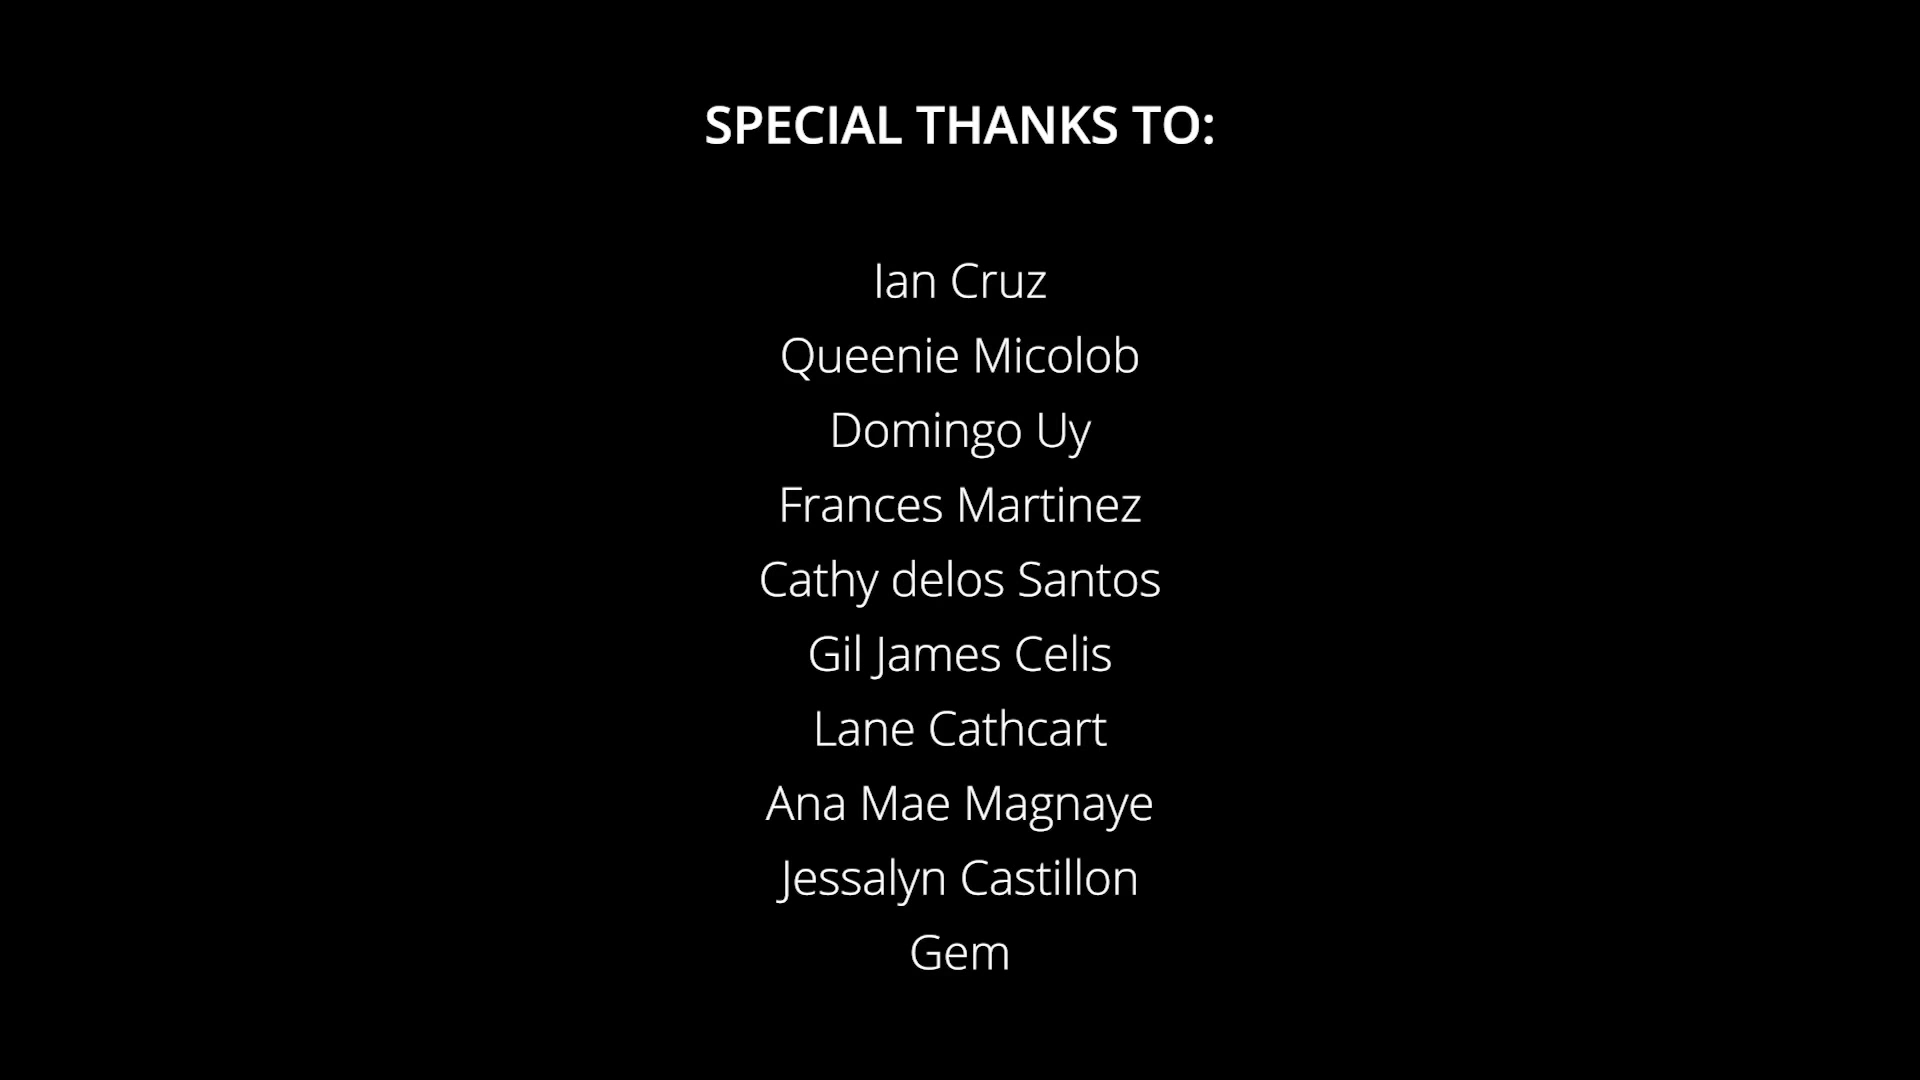 SPECIAL THANKS TO:
Ian Cruz
Queenie Micolob
Domingo Uy
Frances Martinez
Cathy delos Santos
Gil James Celis
Lane Cathcart
Ana Mae Magnaye
Jessalyn Castillon
Gem